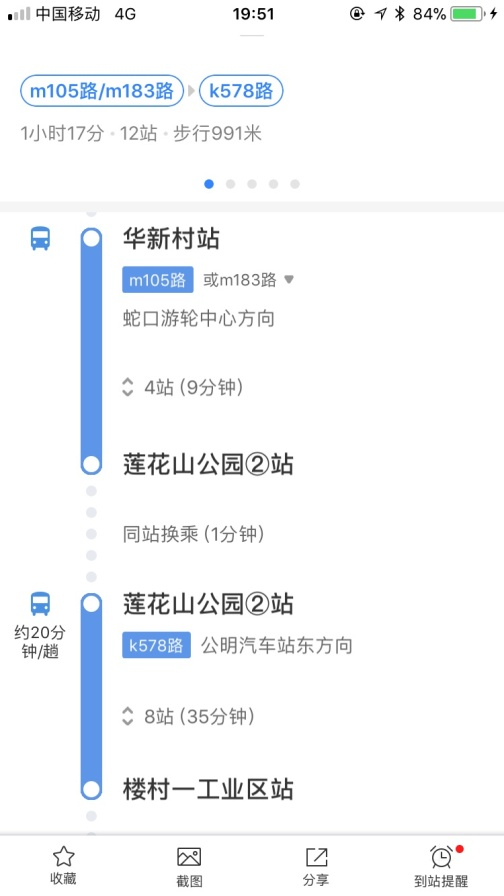 中国移动 4G 19:51 84%
m105路/m183路 k578路
1小时17分·12站·步行991米
华新村站
m105路 或m183路
蛇口游轮中心方向
4站 (9分钟)
莲花山公园②站
同站换乘 (1分钟)
莲花山公园②站
约20分
钟/趟
k578路 公明汽车站东方向
8站 (35分钟)
楼村一工业区站
收藏 截图 分享 到站提醒